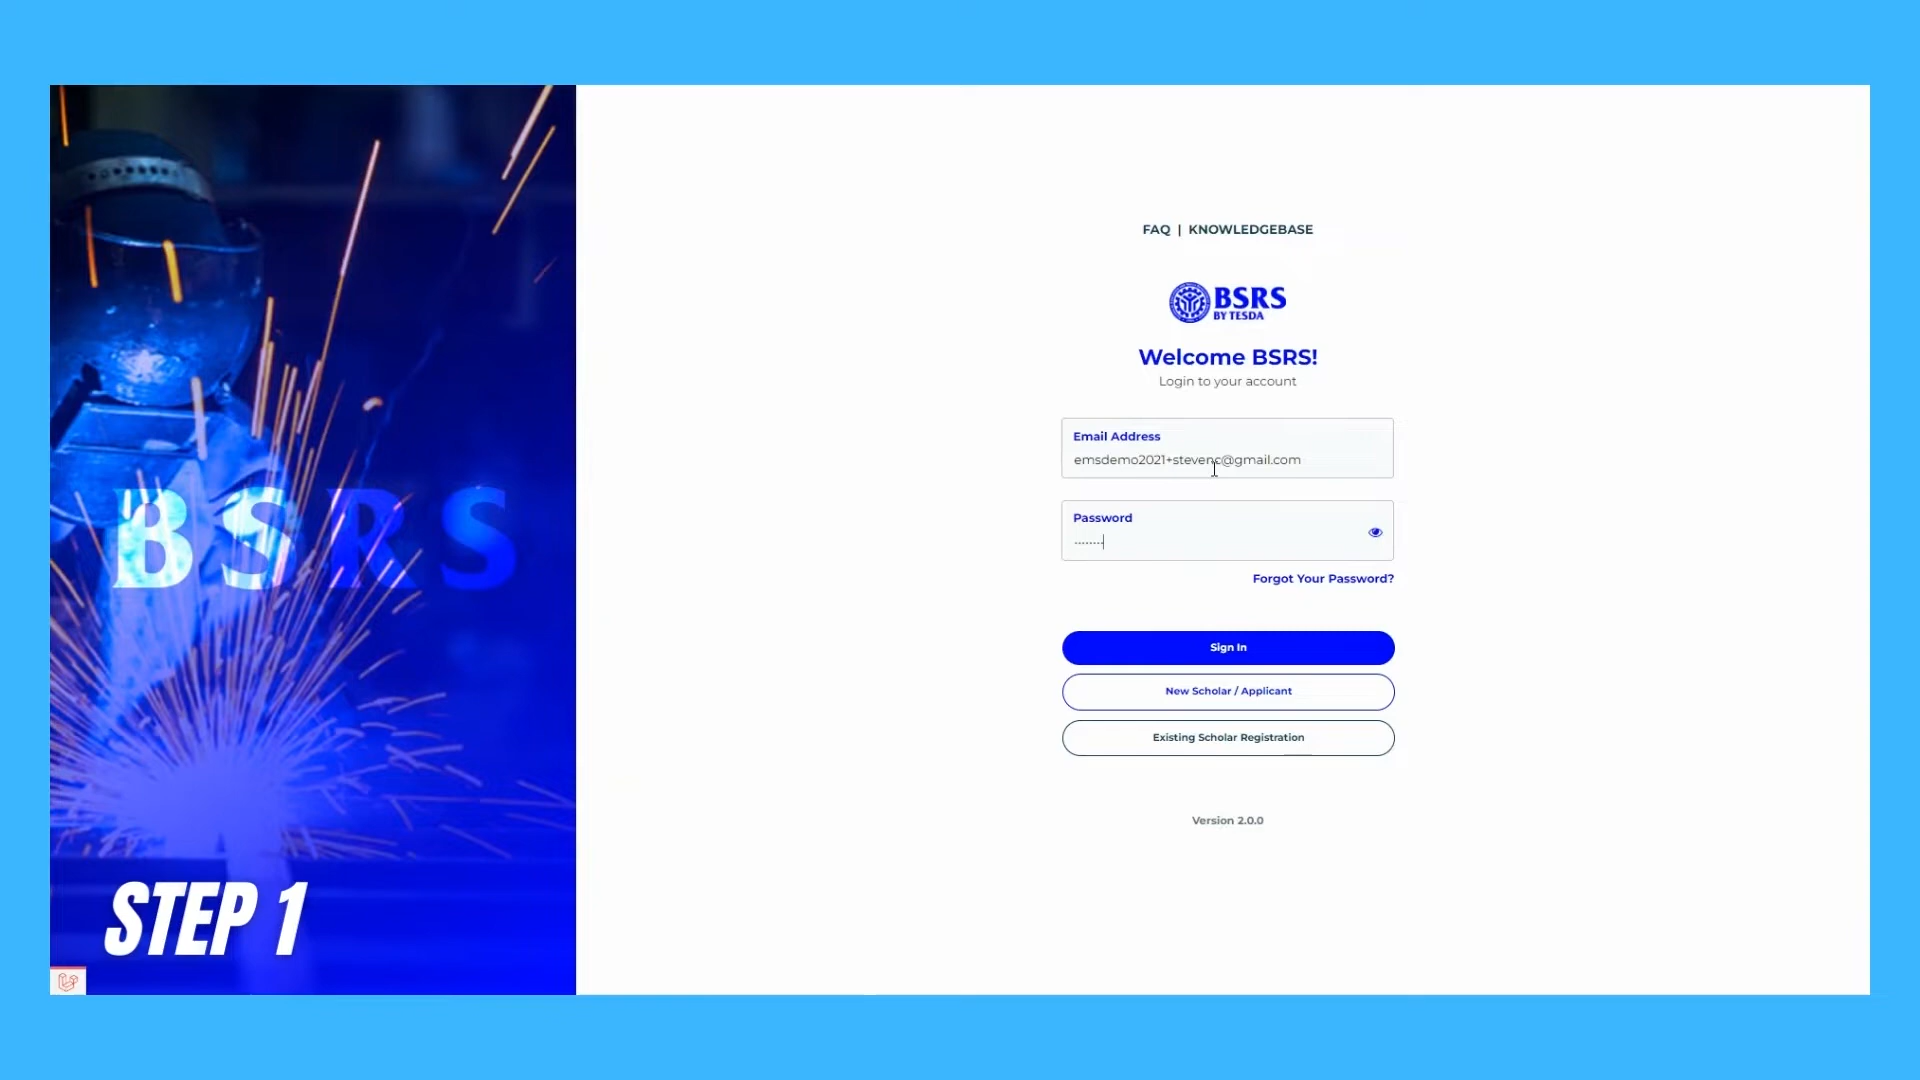 FAQ | KNOWLEDGEBASE
BSRS
BY TESDA
Welcome BSRS!
Login to your account
Email Address
emsdemo2021+stevenc@gmail.com
Password
........
Forgot Your Password?
Sign In
New Scholar / Applicant
Existing Scholar Registration
Version 2.0.0
BSRS
STEP 1